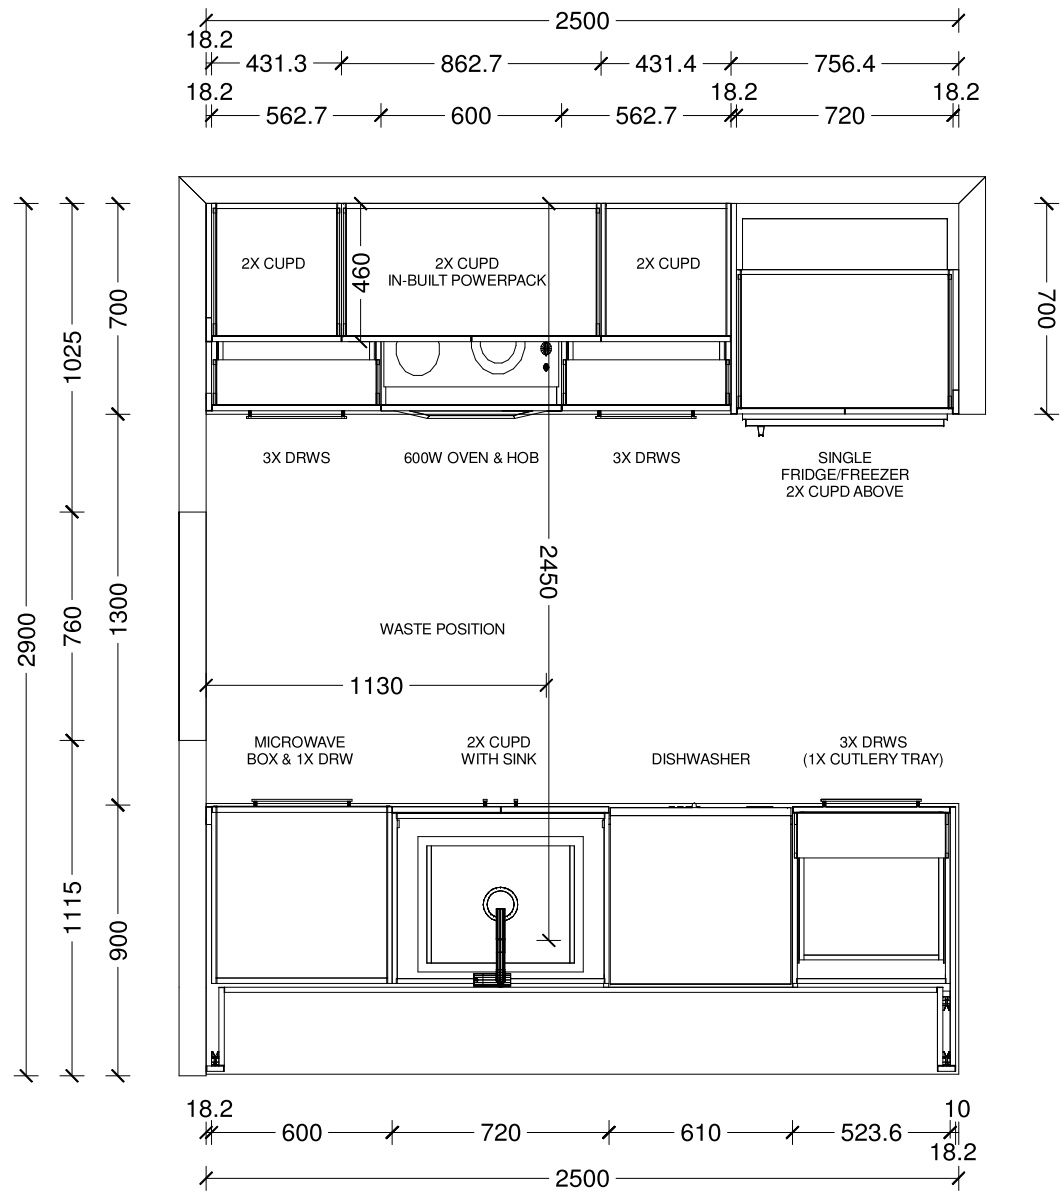 2500
18.2
431.3
862.7
431.4
756.4
18.2
18.2
18.2
562.7
600
562.7
720
2X CUPD
2X CUPD
IN-BUILT POWERPACK
2X CUPD
460
700
1025
700
3X DRWS
600W OVEN & HOB
3X DRWS
SINGLE
FRIDGE/FREEZER
2X CUPD ABOVE
2450
2900
760
1300
WASTE POSITION
1130
MICROWAVE
BOX & 1X DRW
2X CUPD
WITH SINK
DISHWASHER
3X DRWS
(1X CUTLERY TRAY)
1115
900
18.2
10
600
720
610
523.6
18.2
2500